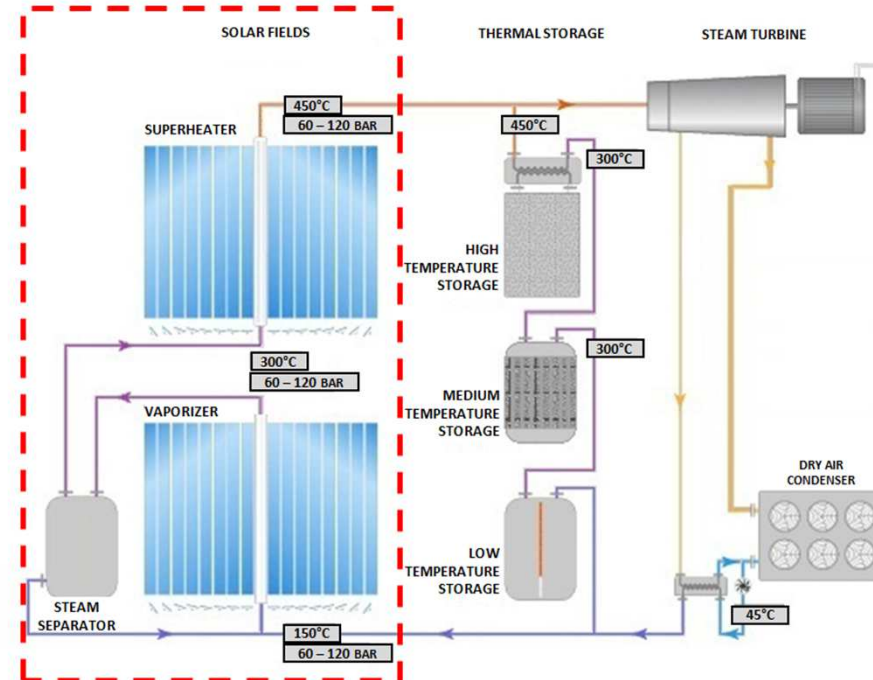 SOLAR FIELDS
THERMAL STORAGE
STEAM TURBINE
450°C
60 – 120 BAR
SUPERHEATER
450°C
300°C
HIGH
TEMPERATURE
STORAGE
300°C
60 – 120 BAR
300°C
MEDIUM
TEMPERATURE
STORAGE
VAPORIZER
DRY AIR
CONDENSER
LOW
TEMPERATURE
STORAGE
STEAM
SEPARATOR
45°C
150°C
60 – 120 BAR